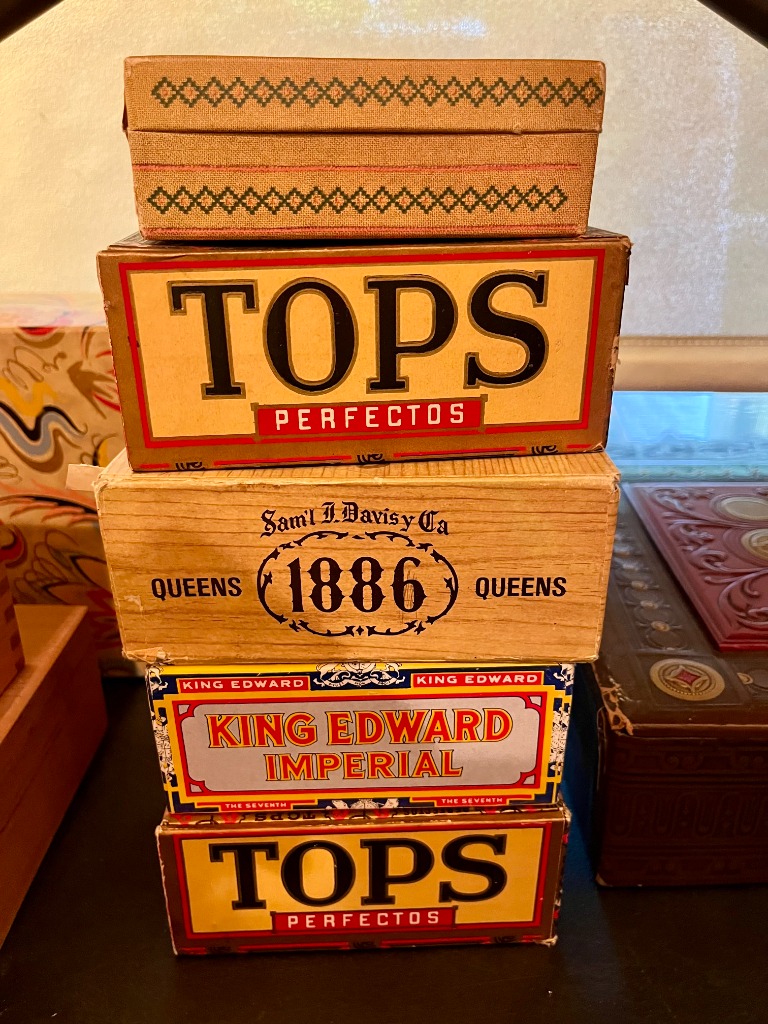 TOPS
PERFECTOS
Sam'l I. Davis y Ca
QUEENS 1886 QUEENS
KING EDWARD KING EDWARD
KING EDWARD
IMPERIAL
THE SEVENTH THE SEVENTH
TOPS
TOPS
PERFECTOS